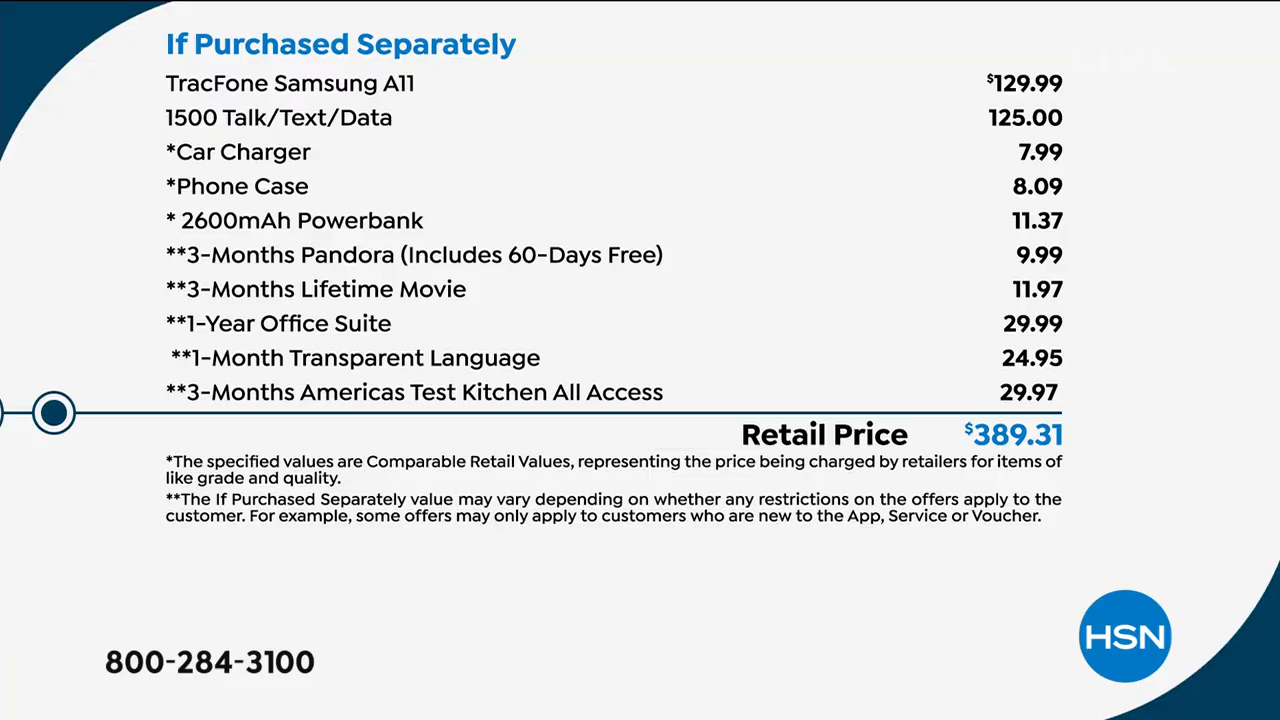 If Purchased Separately
TracFone Samsung A11 $129.99
1500 Talk/Text/Data 125.00
*Car Charger 7.99
*Phone Case 8.09
* 2600mAh Powerbank 11.37
**3-Months Pandora (Includes 60-Days Free) 9.99
**3-Months Lifetime Movie 11.97
**1-Year Office Suite 29.99
**1-Month Transparent Language 24.95
**3-Months Americas Test Kitchen All Access 29.97
Retail Price $389.31
*The specified values are Comparable Retail Values, representing the price being charged by retailers for items of
like grade and quality.
**The If Purchased Separately value may vary depending on whether any restrictions on the offers apply to the
customer. For example, some offers may only apply to customers who are new to the App, Service or Voucher.
HSN
800-284-3100